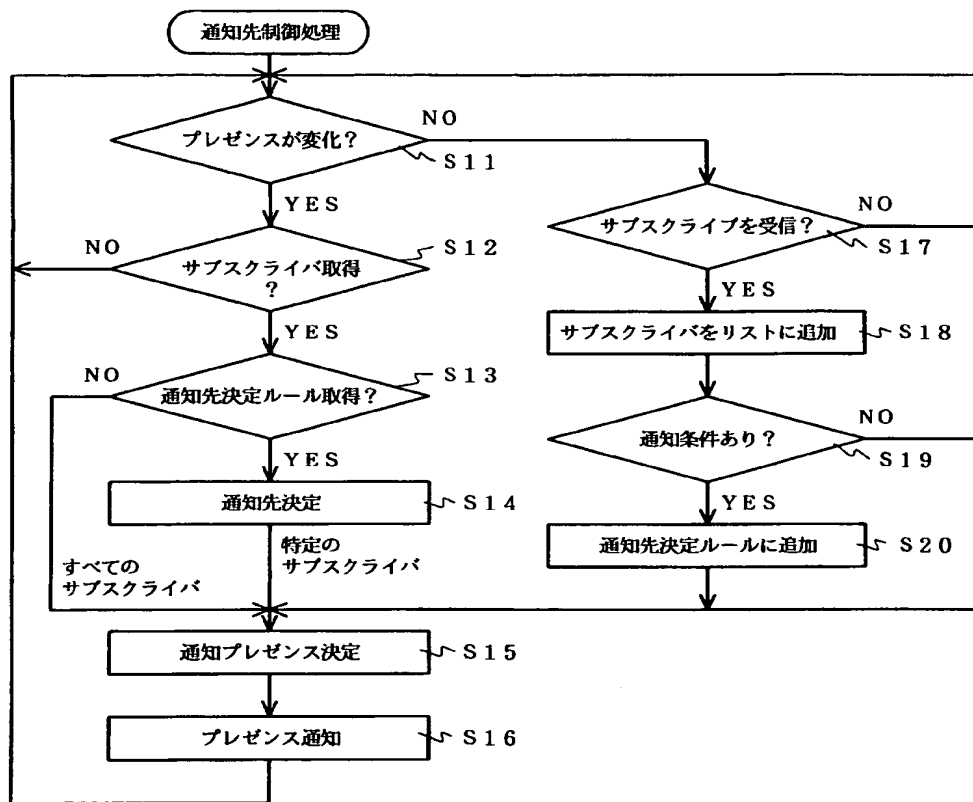 通知先制御処理
プレゼンスが変化？
NO
S11
YES
サブスクライバ取得
？
NO
S12
YES
通知先決定ルール取得？
NO
S13
YES
通知先決定
S14
すべての
サブスクライバ
特定の
サブスクライバ
通知プレゼンス決定
S15
プレゼンス通知
S16
サブスクライブを受信？
NO
S17
YES
サブスクライバをリストに追加
S18
通知条件あり？
NO
S19
YES
通知先決定ルールに追加
S20